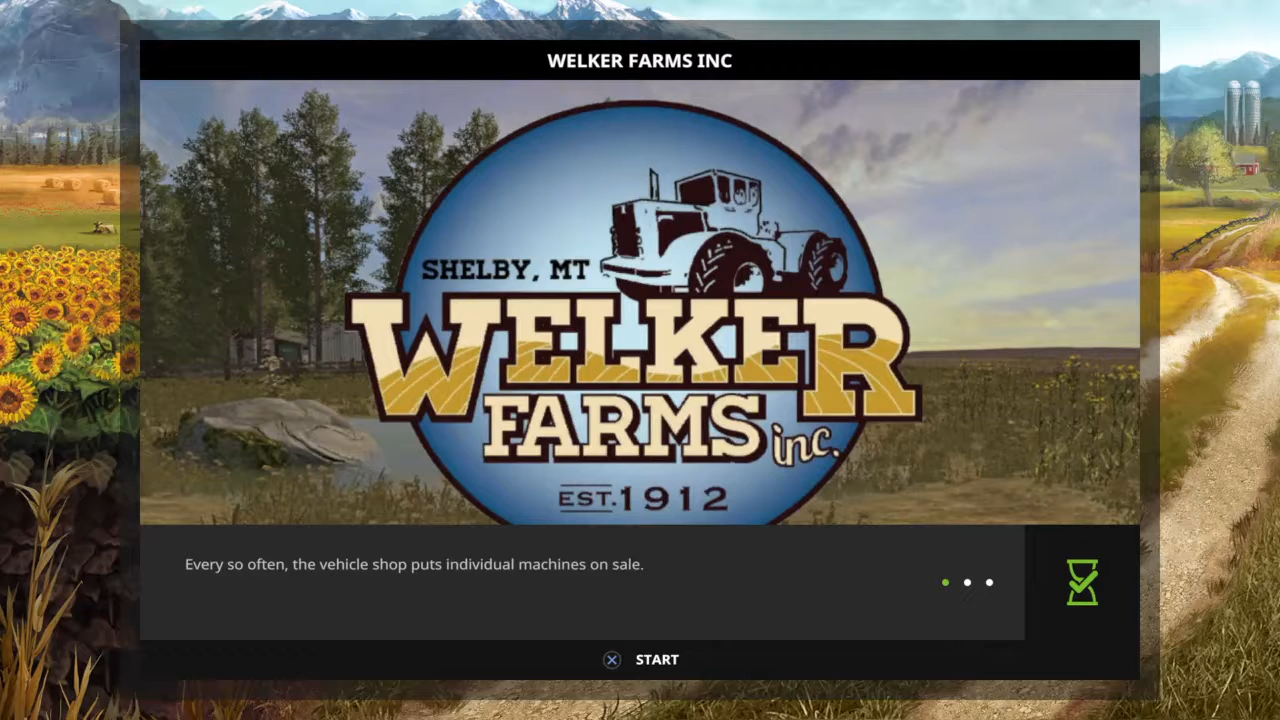 WELKER FARMS INC
SHELBY, MT
WELKER
FARMS inc.
EST. 1912
Every so often, the vehicle shop puts individual machines on sale.
START